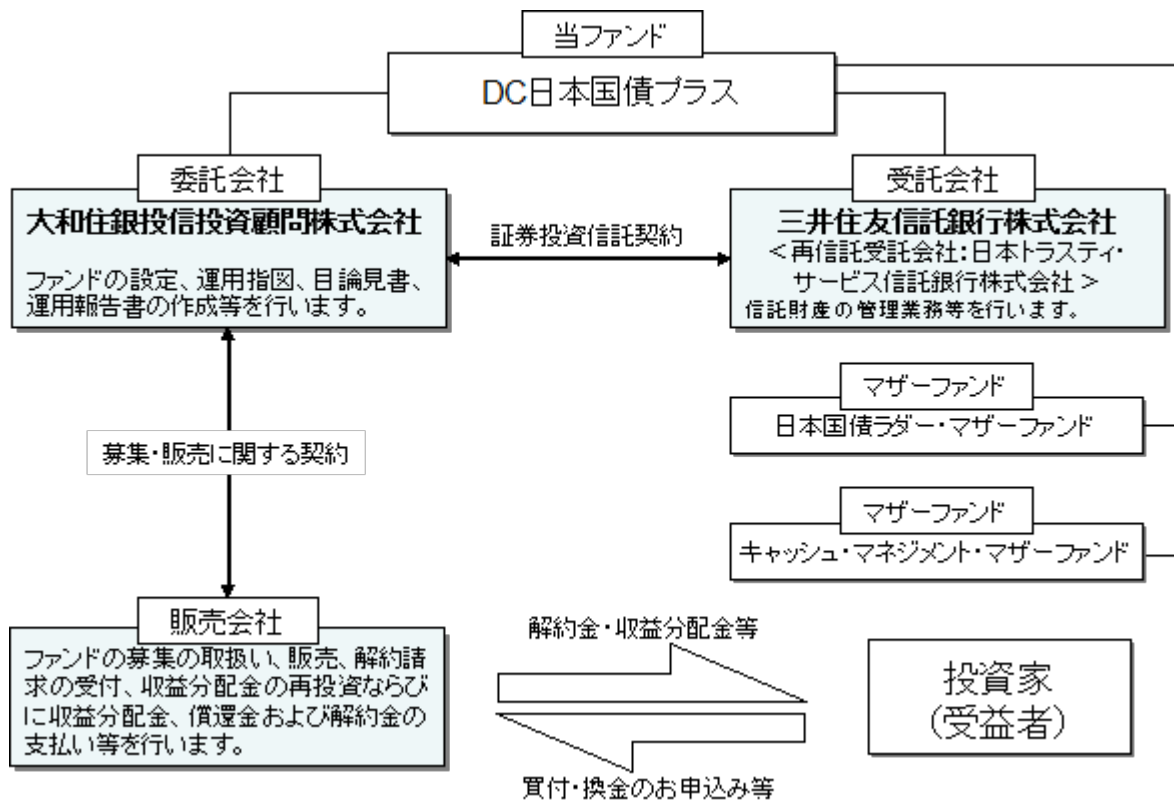 当ファンド
DC日本国債プラス
委託会社
大和住銀投信投資顧問株式会社
ファンドの設定、運用指図、目論見書、
運用報告書の作成等を行います。
証券投資信託契約
受託会社
三井住友信託銀行株式会社
＜再信託受託会社：日本トラスティ・
サービス信託銀行株式会社＞
信託財産の管理業務等を行います。
マザーファンド
日本国債ラダー・マザーファンド
マザーファンド
キャッシュ・マネジメント・マザーファンド
募集・販売に関する契約
販売会社
ファンドの募集の取扱い、販売、解約請
求の受付、収益分配金の再投資ならび
に収益分配金、償還金および解約金の
支払い等を行います。
解約金・収益分配金等
買付・換金のお申込み等
投資家
（受益者）